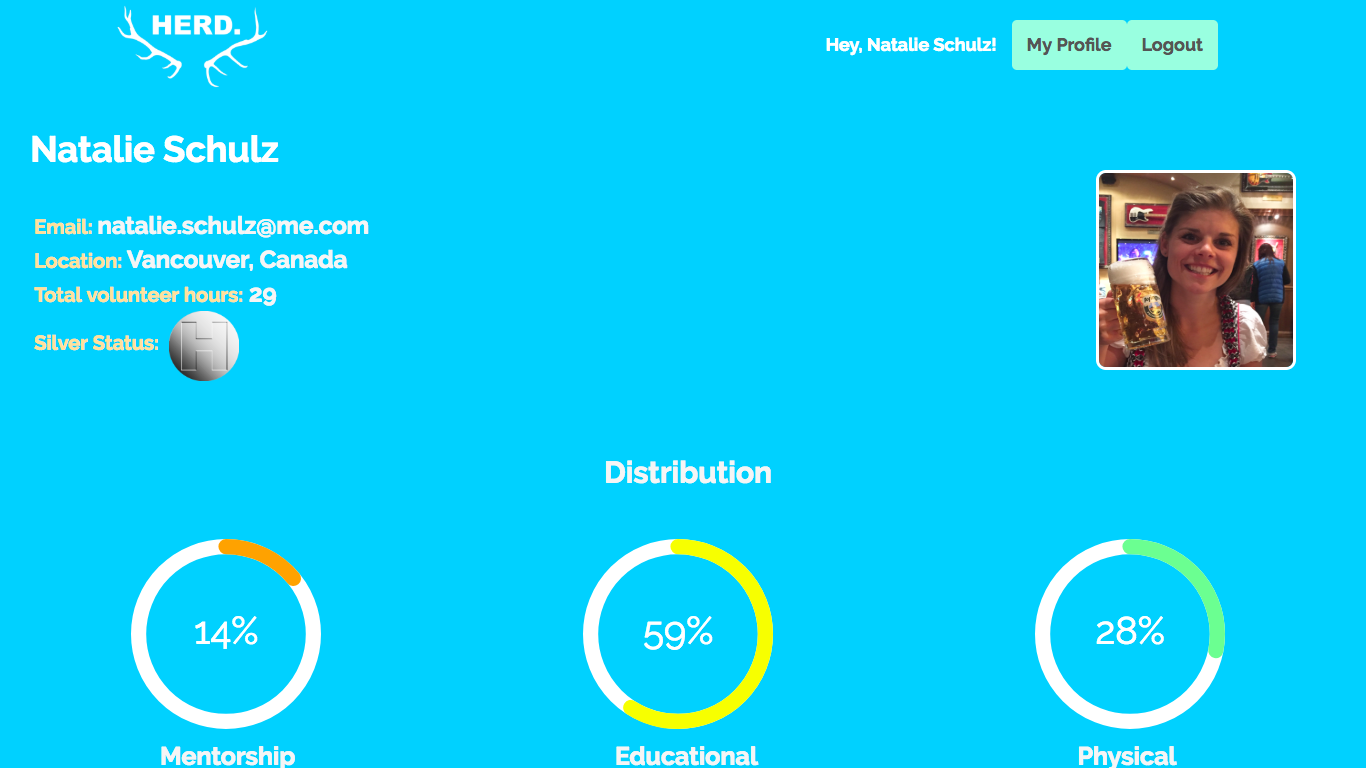 HERD.
Hey, Natalie Schulz! My Profile Logout
Natalie Schulz
Email: natalie.schulz@me.com
Location: Vancouver, Canada
Total volunteer hours: 29
Silver Status: H
Distribution
14% 59% 28%
Mentorship Educational Physical